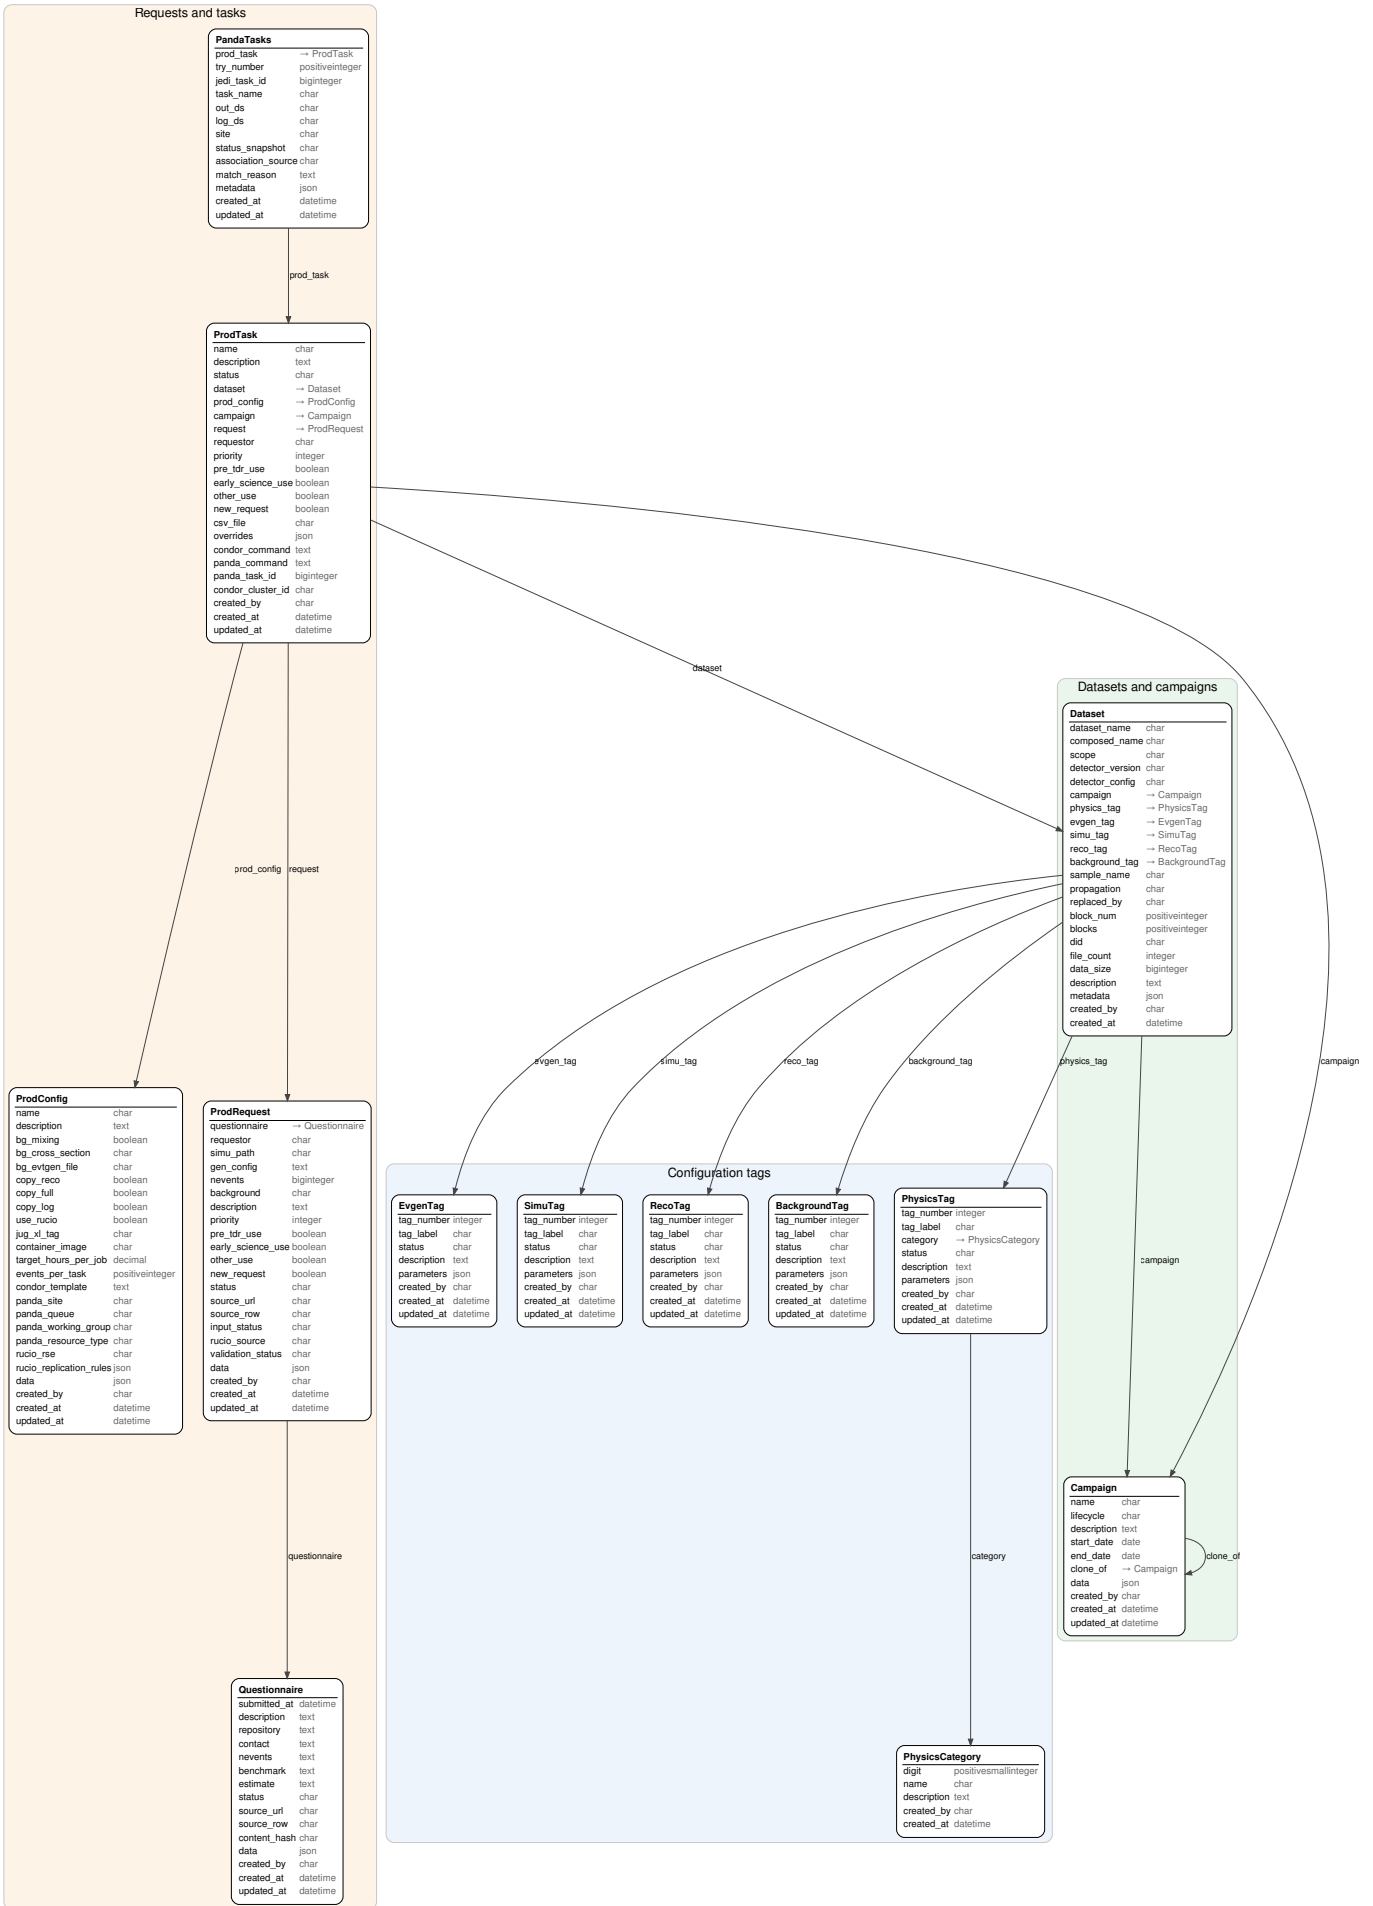 Requests and tasks
PandaTasks
prod_task → ProdTask
try_number positiveinteger
jedi_task_id biginteger
task_name char
out_ds char
log_ds char
site char
status_snapshot char
association_source char
match_reason text
metadata json
created_at datetime
updated_at datetime
prod_task
ProdTask
name char
description text
status char
dataset → Dataset
prod_config → ProdConfig
campaign → Campaign
request → ProdRequest
requestor char
priority integer
pre_tdr_use boolean
early_science_use boolean
other_use boolean
new_request boolean
csv_file char
overrides json
condor_command text
panda_command text
panda_task_id biginteger
condor_cluster_id char
created_by char
created_at datetime
updated_at datetime
dataset
prod_config
request
Datasets and campaigns
Dataset
dataset_name char
composed_name char
scope char
detector_version char
detector_config char
campaign → Campaign
physics_tag → PhysicsTag
evgen_tag → EvgenTag
simu_tag → SimuTag
reco_tag → RecoTag
background_tag → BackgroundTag
sample_name char
propagation char
replaced_by char
block_num positiveinteger
blocks positiveinteger
did char
file_count integer
data_size biginteger
description text
metadata json
created_by char
created_at datetime
evgen_tag
simu_tag
reco_tag
background_tag
physics_tag
campaign
ProdConfig
name char
description text
bg_mixing boolean
bg_cross_section char
bg_evtgen_file char
copy_reco boolean
copy_full boolean
copy_log boolean
use_rucio boolean
jug_xl_tag char
container_image char
target_hours_per_job decimal
events_per_task positiveinteger
condor_template text
panda_site char
panda_queue char
panda_working_group char
panda_resource_type char
rucio_rse char
rucio_replication_rules json
data json
created_by char
created_at datetime
updated_at datetime
ProdRequest
questionnaire → Questionnaire
requestor char
simu_path char
gen_config text
nevents biginteger
background char
description text
priority integer
pre_tdr_use boolean
early_science_use boolean
other_use boolean
new_request boolean
status char
source_url char
source_row char
input_status char
rucio_source char
validation_status char
data json
created_by char
created_at datetime
updated_at datetime
Configuration tags
EvgenTag
tag_number integer
tag_label char
status char
description text
parameters json
created_by char
created_at datetime
updated_at datetime
SimuTag
tag_number integer
tag_label char
status char
description text
parameters json
created_by char
created_at datetime
updated_at datetime
RecoTag
tag_number integer
tag_label char
status char
description text
parameters json
created_by char
created_at datetime
updated_at datetime
BackgroundTag
tag_number integer
tag_label char
status char
description text
parameters json
created_by char
created_at datetime
updated_at datetime
PhysicsTag
tag_number integer
tag_label char
category → PhysicsCategory
status char
description text
parameters json
created_by char
created_at datetime
updated_at datetime
campaign
Campaign
name char
lifecycle char
description text
start_date date
end_date date
clone_of → Campaign
data json
created_by char
created_at datetime
updated_at datetime
clone_of
questionnaire
category
Questionnaire
submitted_at datetime
description text
repository text
contact text
nevents text
benchmark text
estimate text
status char
source_url char
source_row char
content_hash char
data json
created_by char
created_at datetime
updated_at datetime
PhysicsCategory
digit positivesmallinteger
name char
description text
created_by char
created_at datetime